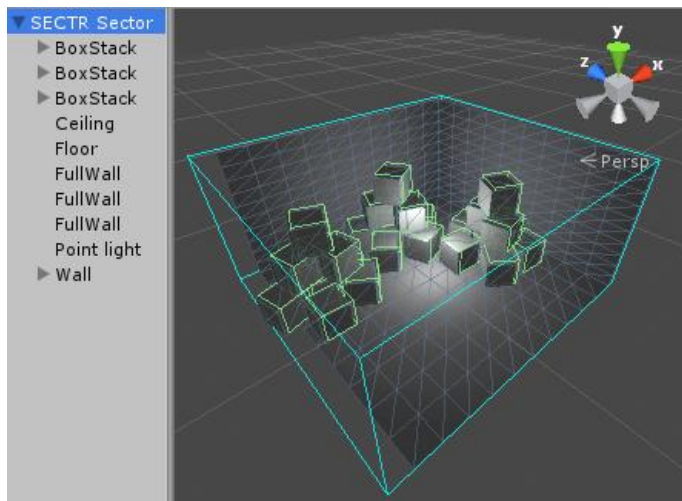 SECTR Sector
BoxStack
BoxStack
BoxStack
Ceiling
Floor
FullWall
FullWall
FullWall
Point light
Wall
y
z
x
Persp